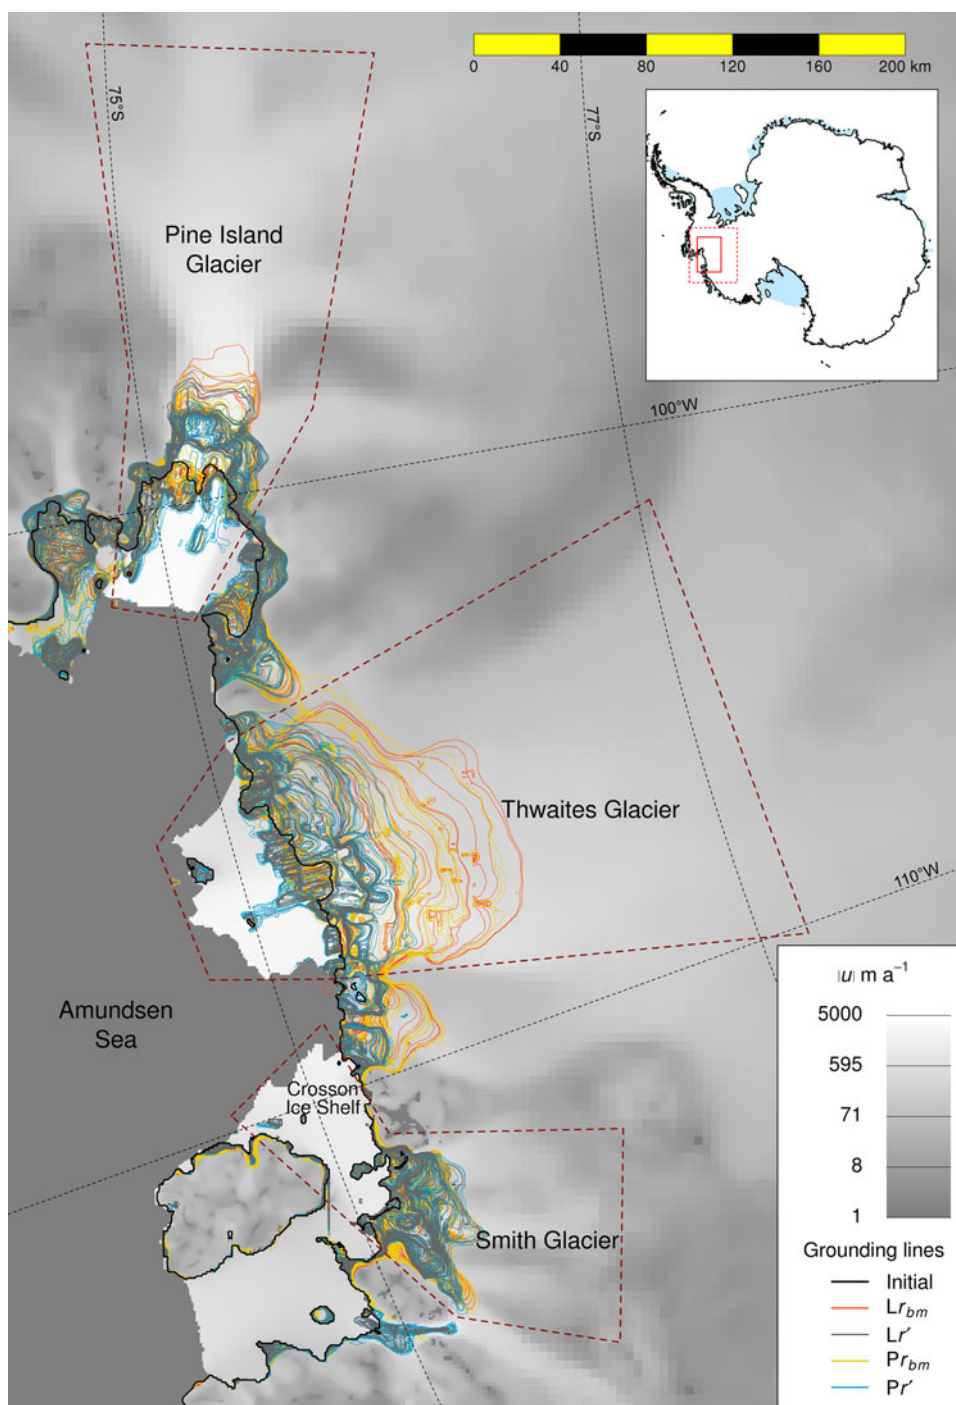 0 40 80 120 160 200 km
75°S
77°S
Pine Island
Glacier
100°W
Thwaites Glacier
110°W
Amundsen
Sea
Crosson
Ice Shelf
Smith Glacier
|u| m a⁻¹
5000
595
71
8
1
Grounding lines
Initial
Lr_bm
Lr′
Pr_bm
Pr′